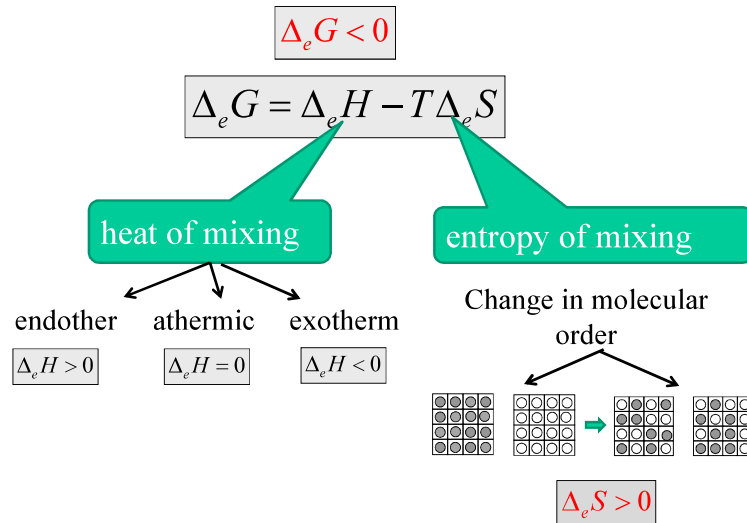 ΔₑG < 0
ΔₑG = ΔₑH − TΔₑS
heat of mixing
entropy of mixing
endother
athermic
exotherm
ΔₑH > 0
ΔₑH = 0
ΔₑH < 0
Change in molecular
order
ΔₑS > 0